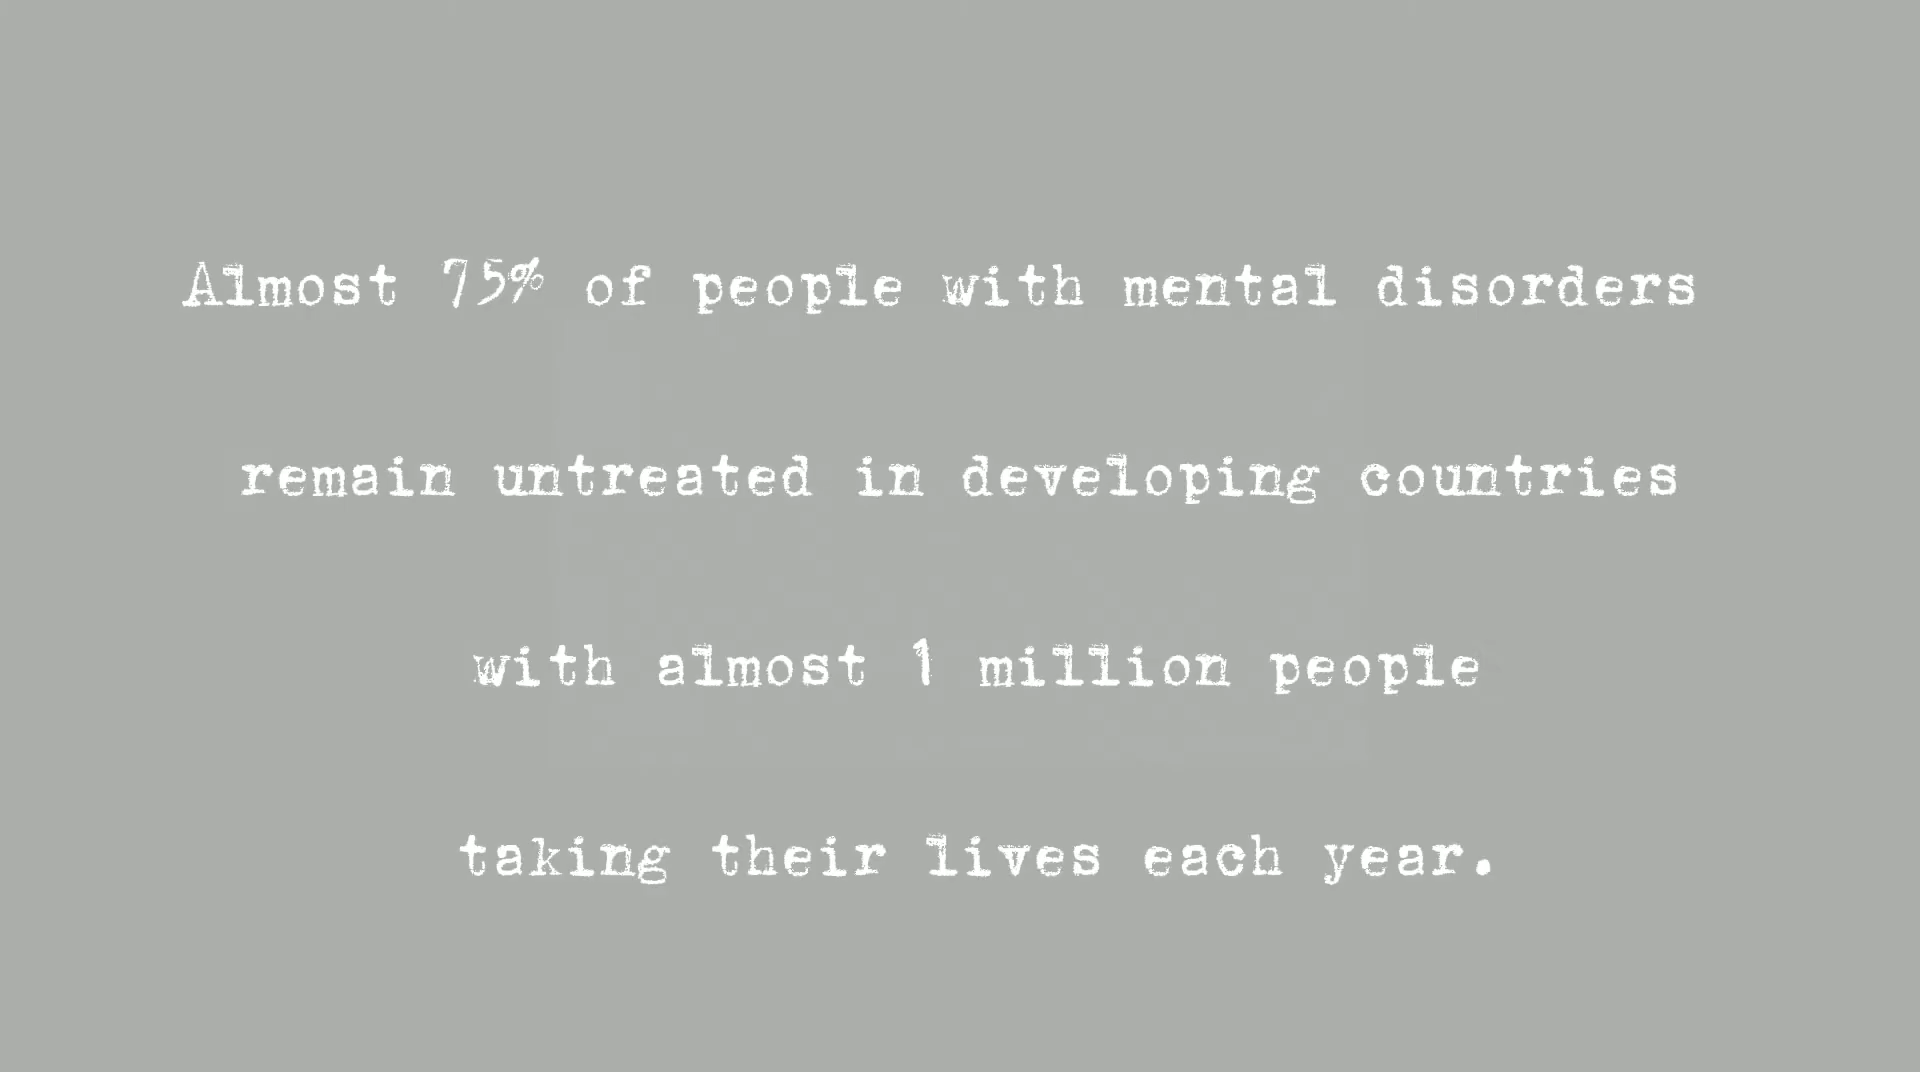 Almost 75% of people with mental disorders
remain untreated in developing countries
with almost 1 million people
taking their lives each year.